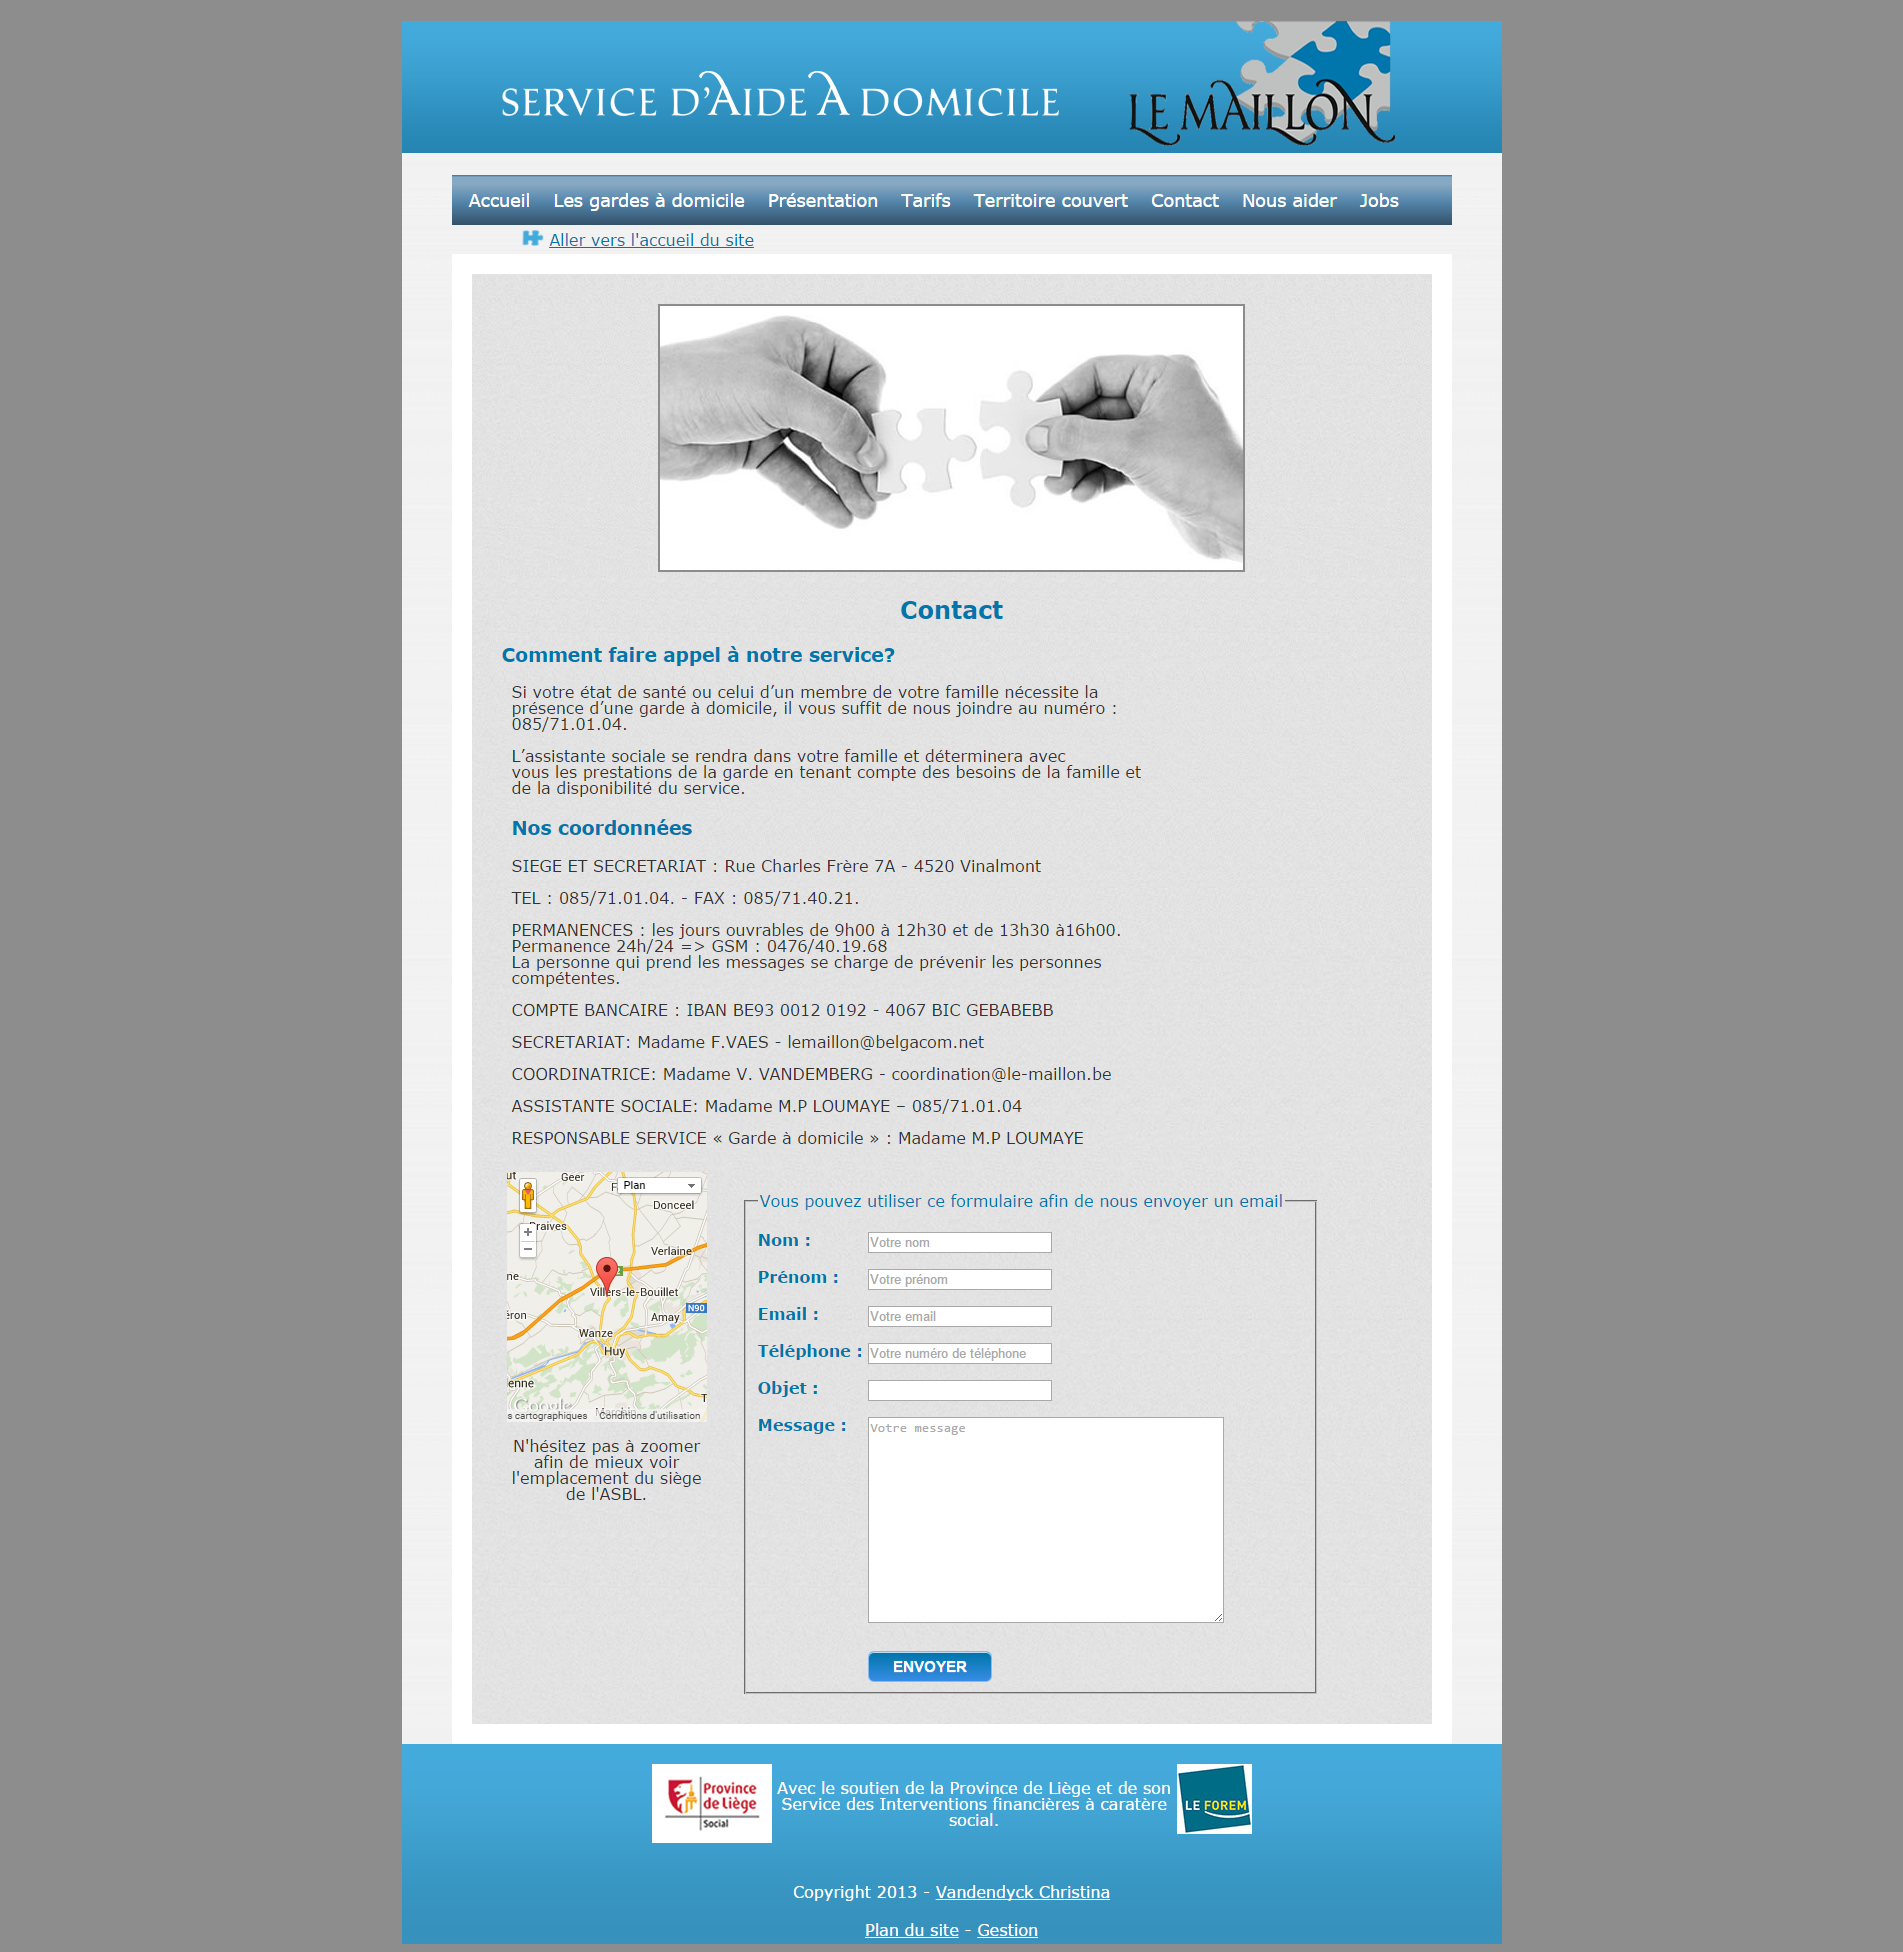 SERVICE D'AIDE A DOMICILE
LE MAILLON
Accueil Les gardes à domicile Présentation Tarifs Territoire couvert Contact Nous aider Jobs
Aller vers l'accueil du site
Contact
Comment faire appel à notre service?
Si votre état de santé ou celui d’un membre de votre famille nécessite la
présence d’une garde à domicile, il vous suffit de nous joindre au numéro :
085/71.01.04.
L’assistante sociale se rendra dans votre famille et déterminera avec
vous les prestations de la garde en tenant compte des besoins de la famille et
de la disponibilité du service.
Nos coordonnées
SIEGE ET SECRETARIAT : Rue Charles Frère 7A - 4520 Vinalmont
TEL : 085/71.01.04. - FAX : 085/71.40.21.
PERMANENCES : les jours ouvrables de 9h00 à 12h30 et de 13h30 à16h00.
Permanence 24h/24 => GSM : 0476/40.19.68
La personne qui prend les messages se charge de prévenir les personnes
compétentes.
COMPTE BANCAIRE : IBAN BE93 0012 0192 - 4067 BIC GEBABEBB
SECRETARIAT: Madame F.VAES - lemaillon@belgacom.net
COORDINATRICE: Madame V. VANDEMBERG - coordination@le-maillon.be
ASSISTANTE SOCIALE: Madame M.P LOUMAYE – 085/71.01.04
RESPONSABLE SERVICE « Garde à domicile » : Madame M.P LOUMAYE
ut Geer F Plan
Donceel
Braives
Verlaine
ne
Villers-le-Bouillet
N90
éron
Amay
Wanze
Huy
enne
T
Google
Marchin
s cartographiques Conditions d'utilisation
N'hésitez pas à zoomer
afin de mieux voir
l'emplacement du siège
de l'ASBL.
Vous pouvez utiliser ce formulaire afin de nous envoyer un email
Nom : Votre nom
Prénom : Votre prénom
Email : Votre email
Téléphone : Votre numéro de téléphone
Objet :
Message : Votre message
ENVOYER
Province
de Liège
Social
Avec le soutien de la Province de Liège et de son
Service des Interventions financières à caratère
social.
LE FOREM
Copyright 2013 - Vandendyck Christina
Plan du site - Gestion